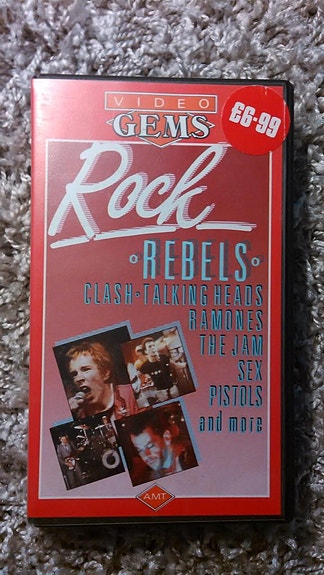 VIDEO
GEMS
£6-99
Rock
REBELS
CLASH·TALKING HEADS
RAMONES
THE JAM
SEX
PISTOLS
and more
AMT